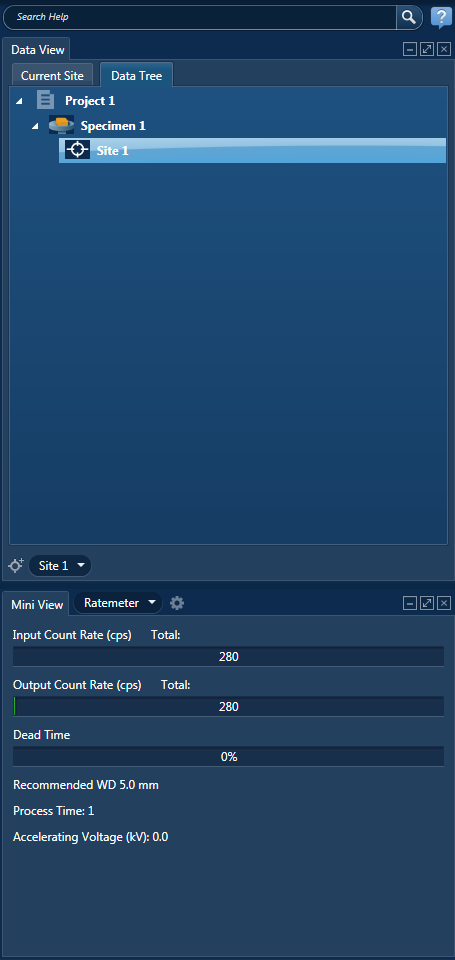 Search Help
?
Data View
Current Site Data Tree
Project 1
Specimen 1
Site 1
Site 1
Mini View Ratemeter
Input Count Rate (cps) Total:
280
Output Count Rate (cps) Total:
280
Dead Time
0%
Recommended WD 5.0 mm
Process Time: 1
Accelerating Voltage (kV): 0.0